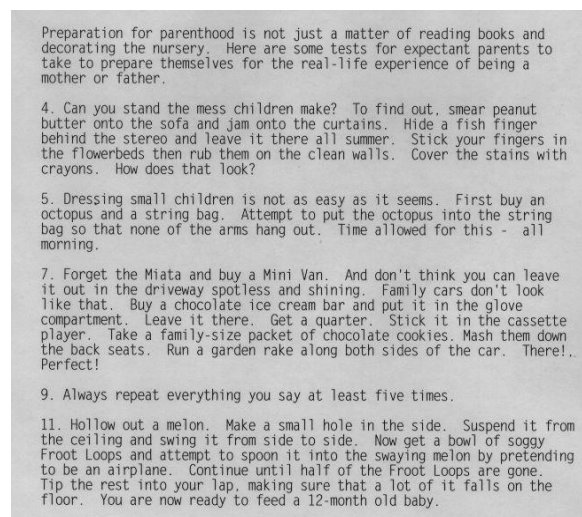 Preparation for parenthood is not just a matter of reading books and
decorating the nursery.  Here are some tests for expectant parents to
take to prepare themselves for the real-life experience of being a
mother or father.
4. Can you stand the mess children make?  To find out, smear peanut
butter onto the sofa and jam onto the curtains.  Hide a fish finger
behind the stereo and leave it there all summer.  Stick your fingers in
the flowerbeds then rub them on the clean walls.  Cover the stains with
crayons.  How does that look?
5. Dressing small children is not as easy as it seems.  First buy an
octopus and a string bag.  Attempt to put the octopus into the string
bag so that none of the arms hang out.  Time allowed for this -  all
morning.
7. Forget the Miata and buy a Mini Van.  And don't think you can leave
it out in the driveway spotless and shining.  Family cars don't look
like that.  Buy a chocolate ice cream bar and put it in the glove
compartment.  Leave it there.  Get a quarter.  Stick it in the cassette
player.  Take a family-size packet of chocolate cookies. Mash them down
the back seats.  Run a garden rake along both sides of the car.  There!.
Perfect!
9. Always repeat everything you say at least five times.
11. Hollow out a melon.  Make a small hole in the side.  Suspend it from
the ceiling and swing it from side to side.  Now get a bowl of soggy
Froot Loops and attempt to spoon it into the swaying melon by pretending
to be an airplane.  Continue until half of the Froot Loops are gone.
Tip the rest into your lap, making sure that a lot of it falls on the
floor.  You are now ready to feed a 12-month old baby.